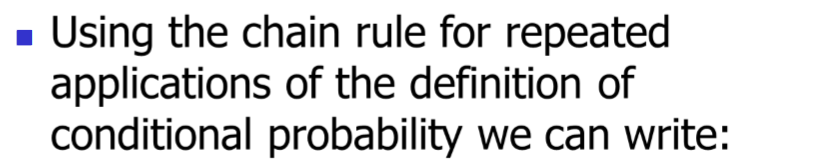 Using the chain rule for repeated
applications of the definition of
conditional probability we can write: